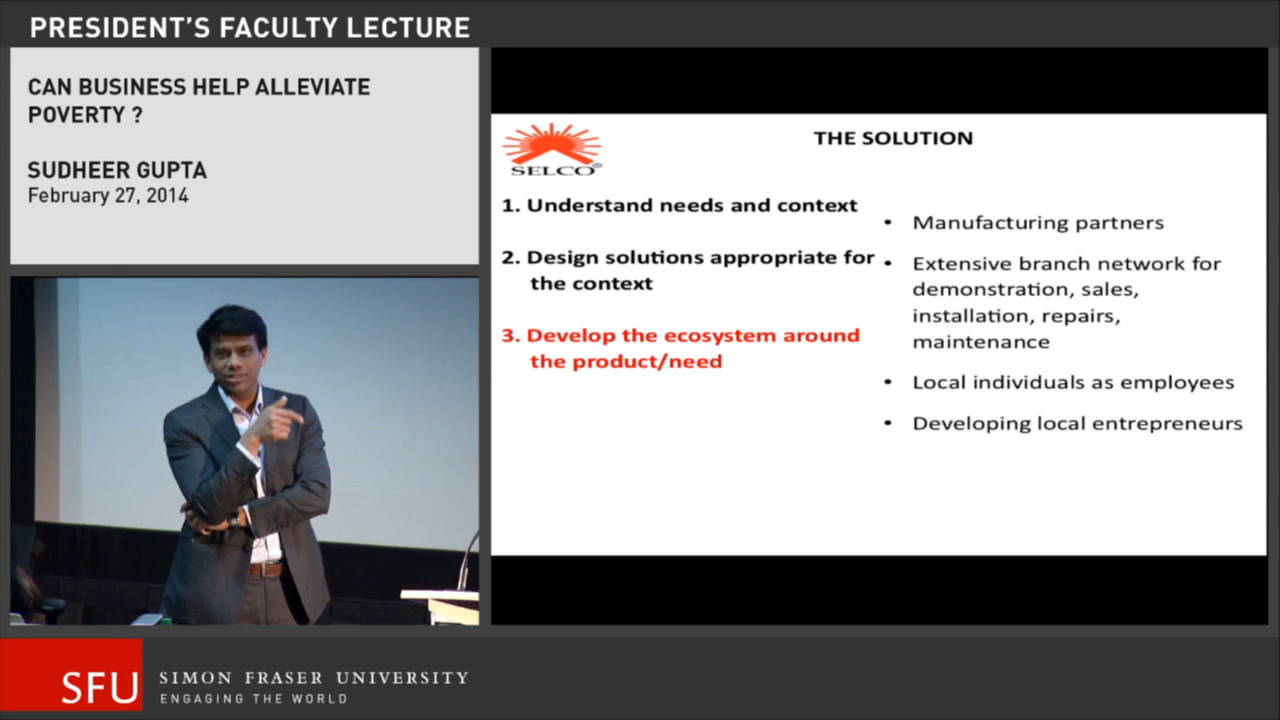 PRESIDENT'S FACULTY LECTURE
CAN BUSINESS HELP ALLEVIATE
POVERTY ?
SUDHEER GUPTA
February 27, 2014
SELCO®
THE SOLUTION
1. Understand needs and context
2. Design solutions appropriate for
the context
3. Develop the ecosystem around
the product/need
• Manufacturing partners
• Extensive branch network for
demonstration, sales,
installation, repairs,
maintenance
• Local individuals as employees
• Developing local entrepreneurs
SFU
SIMON FRASER UNIVERSITY
ENGAGING THE WORLD